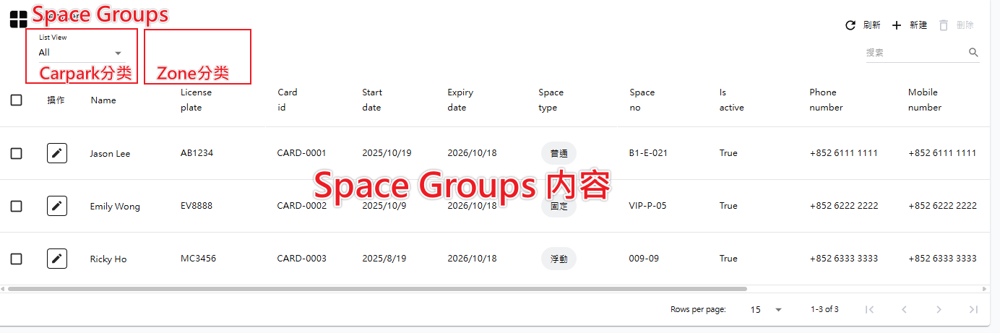 Space Groups
List View
All
Carpark分类
Zone分类
刷新
新建
刪除
搜索
操作
Name
License plate
Card id
Start date
Expiry date
Space type
Space no
Is active
Phone number
Mobile number
Jason Lee
AB1234
CARD-0001
2025/10/19
2026/10/18
普通
B1-E-021
True
+852 6111 1111
+852 6111 1111
Space Groups 内容
Emily Wong
EV8888
CARD-0002
2025/10/9
2026/10/18
固定
VIP-P-05
True
+852 6222 2222
+852 6222 2222
Ricky Ho
MC3456
CARD-0003
2025/8/19
2026/10/18
浮動
009-09
True
+852 6333 3333
+852 6333 3333
Rows per page:
15
1-3 of 3